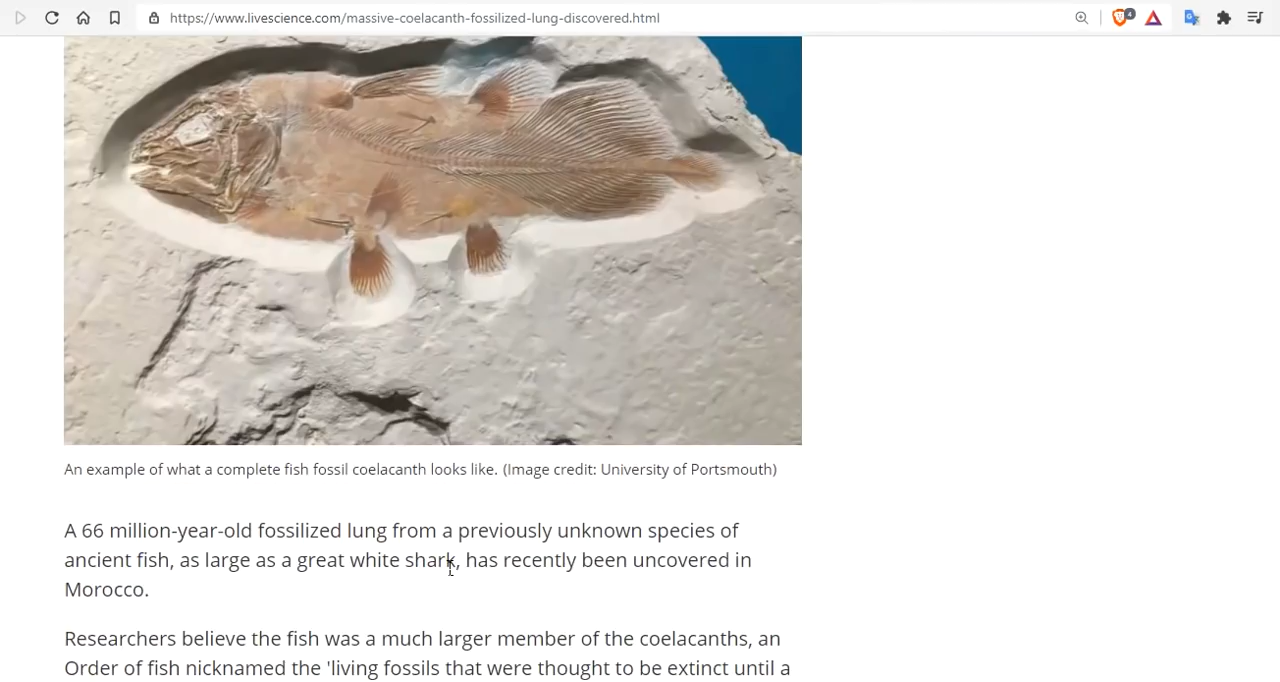 https://www.livescience.com/massive-coelacanth-fossilized-lung-discovered.html
4
An example of what a complete fish fossil coelacanth looks like. (Image credit: University of Portsmouth)
A 66 million-year-old fossilized lung from a previously unknown species of
ancient fish, as large as a great white shark, has recently been uncovered in
Morocco.
Researchers believe the fish was a much larger member of the coelacanths, an
Order of fish nicknamed the 'living fossils that were thought to be extinct until a